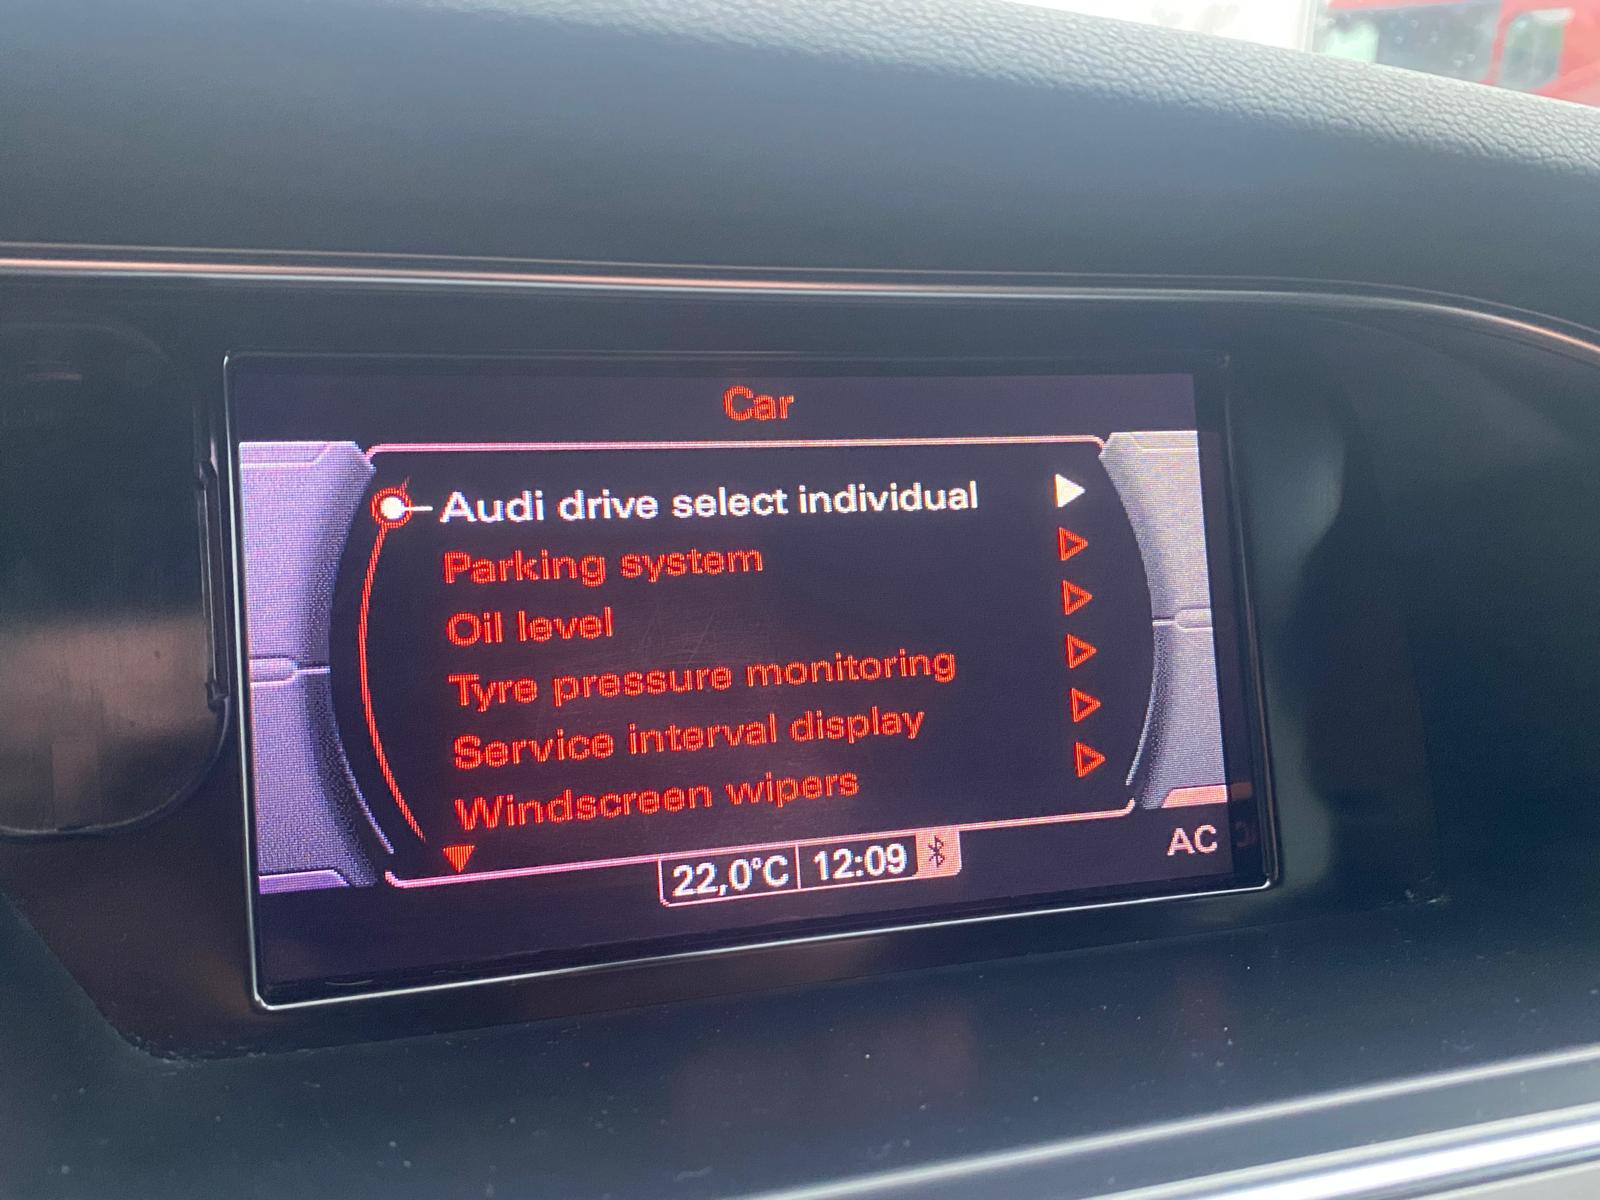 Car
Audi drive select individual
Parking system
Oil level
Tyre pressure monitoring
Service interval display
Windscreen wipers
22,0°C 12:09
AC